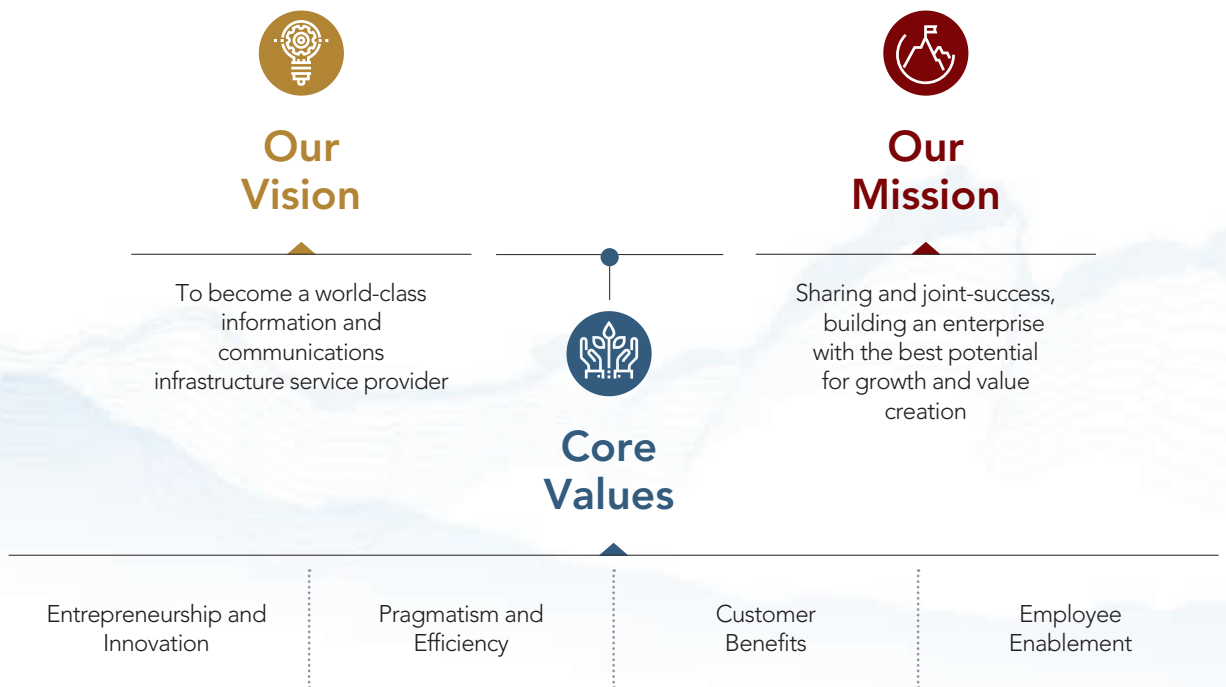 Our
Vision
To become a world-class
information and
communications
infrastructure service provider
Our
Mission
Sharing and joint-success,
building an enterprise
with the best potential
for growth and value
creation
Core
Values
Entrepreneurship and
Innovation
Pragmatism and
Efficiency
Customer
Benefits
Employee
Enablement